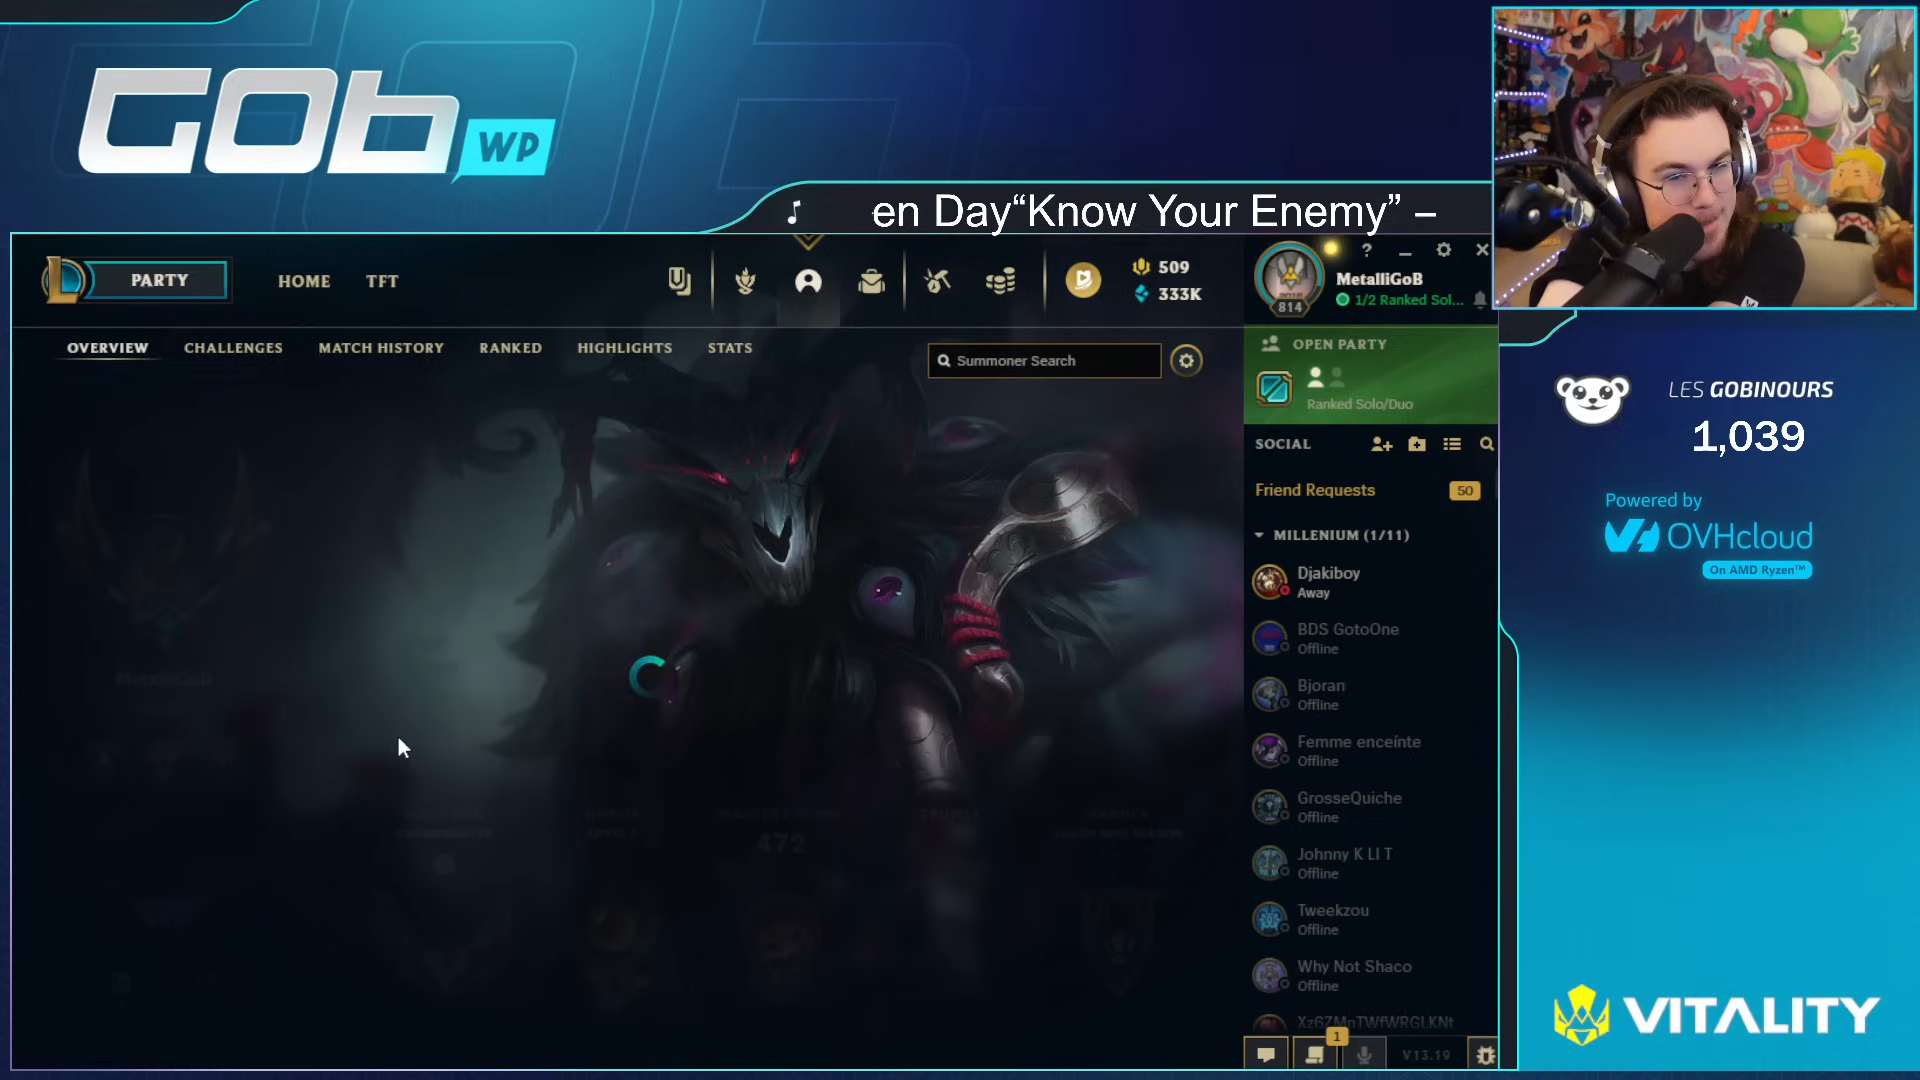 GOB WP
en Day“Know Your Enemy” –
PARTY
HOME
TFT
509
333K
814
MetalliGoB
1/2 Ranked Sol...
OVERVIEW
CHALLENGES
MATCH HISTORY
RANKED
HIGHLIGHTS
STATS
Summoner Search
OPEN PARTY
Ranked Solo/Duo
SOCIAL
Friend Requests
50
MILLENIUM (1/11)
Djakiboy
Away
BDS GotoOne
Offline
Bjoran
Offline
Femme enceinte
Offline
GrosseQuiche
Offline
Johnny K LI T
Offline
Tweekzou
Offline
Why Not Shaco
Offline
472
1
V13.19
LES GOBINOURS
1,039
Powered by
OVHcloud
On AMD Ryzen™
VITALITY